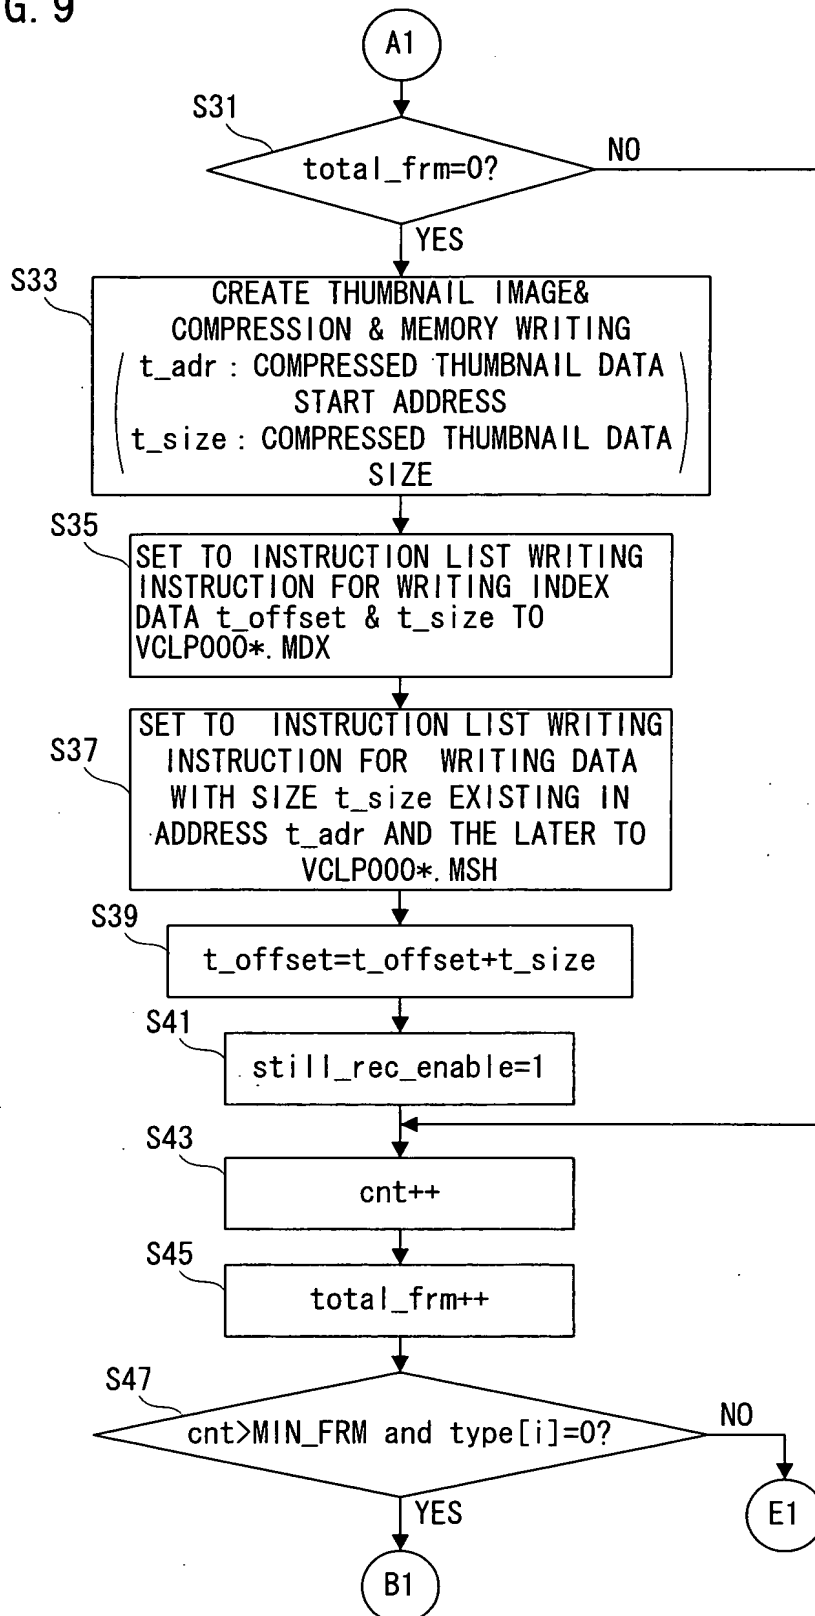 G. 9
A1
S31
total_frm=0?
NO
YES
S33
CREATE THUMBNAIL IMAGE&
COMPRESSION & MEMORY WRITING
t_adr : COMPRESSED THUMBNAIL DATA
START ADDRESS
t_size : COMPRESSED THUMBNAIL DATA
SIZE
S35
SET TO INSTRUCTION LIST WRITING
INSTRUCTION FOR WRITING INDEX
DATA t_offset & t_size TO
VCLP000*. MDX
S37
SET TO INSTRUCTION LIST WRITING
INSTRUCTION FOR WRITING DATA
WITH SIZE t_size EXISTING IN
ADDRESS t_adr AND THE LATER TO
VCLP000*. MSH
S39
t_offset=t_offset+t_size
S41
still_rec_enable=1
S43
cnt++
S45
total_frm++
S47
cnt>MIN_FRM and type[i]=0?
NO
YES
E1
B1